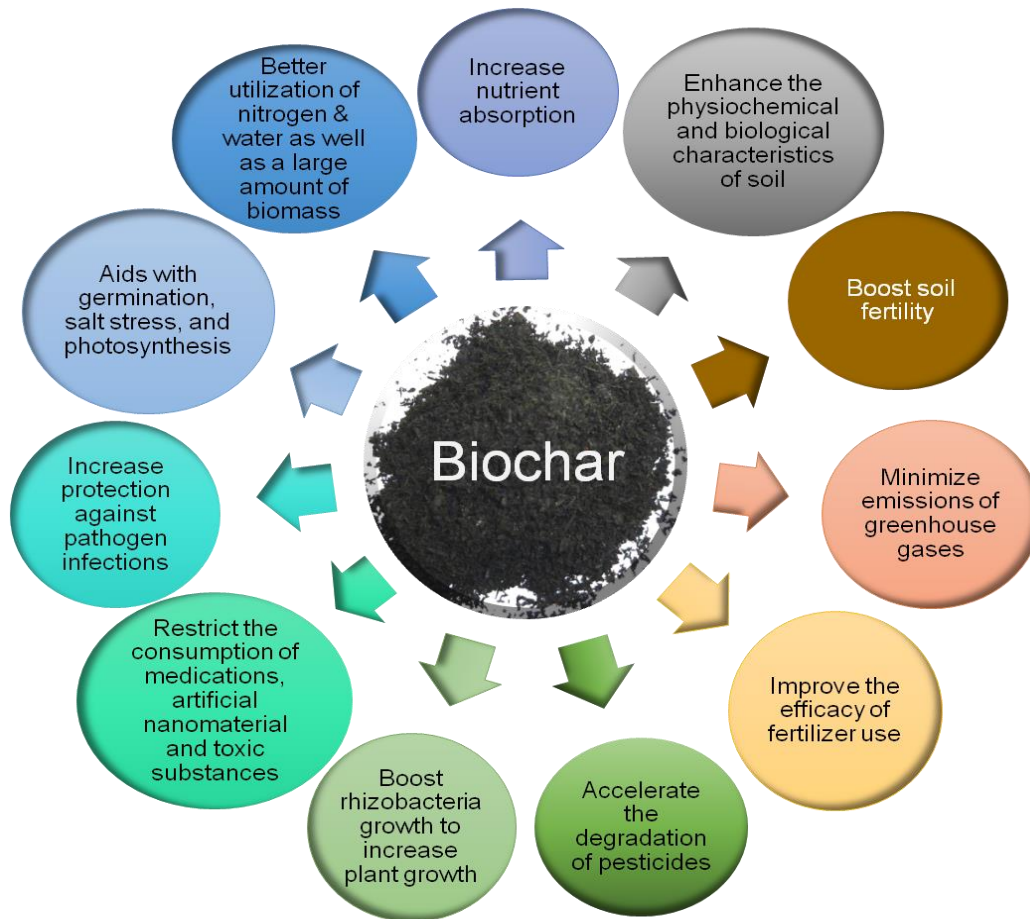 Increase
nutrient
absorption
Enhance the
physiochemical
and biological
characteristics
of soil
Boost soil
fertility
Minimize
emissions of
greenhouse
gases
Improve the
efficacy of
fertilizer use
Accelerate
the
degradation
of pesticides
Boost
rhizobacteria
growth to
increase
plant growth
Restrict the
consumption of
medications,
artificial
nanomaterial
and toxic
substances
Increase
protection
against
pathogen
infections
Aids with
germination,
salt stress, and
photosynthesis
Better
utilization of
nitrogen &
water as well
as a large
amount of
biomass
Biochar